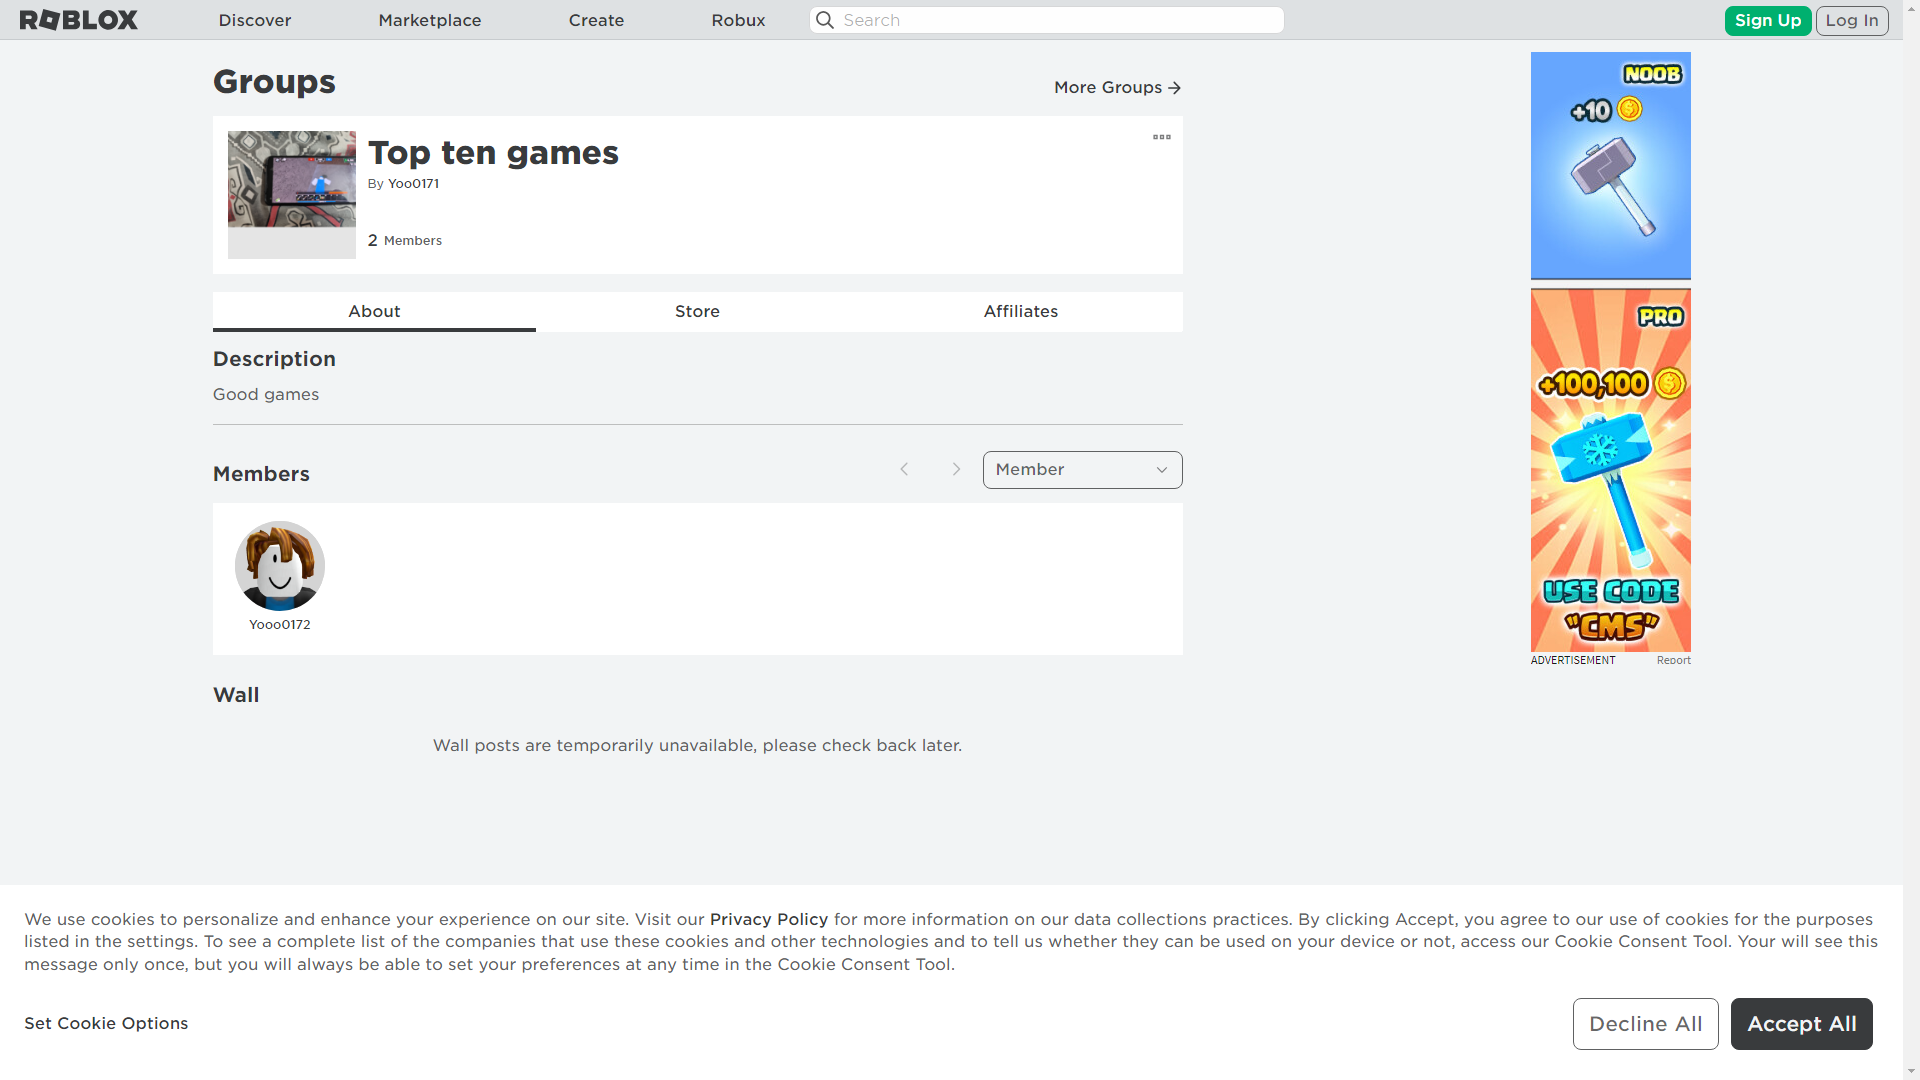 ROBLOX
Discover
Marketplace
Create
Robux
Search
Sign Up
Log In
Groups
More Groups
Top ten games
By Yoo0171
2 Members
About
Store
Affiliates
Description
Good games
Members
Member
Yooo0172
Wall
Wall posts are temporarily unavailable, please check back later.
NOOB
+10
PRO
+100,100
USE CODE
"CMS"
ADVERTISEMENT
Report
We use cookies to personalize and enhance your experience on our site. Visit our Privacy Policy for more information on our data collections practices. By clicking Accept, you agree to our use of cookies for the purposes
listed in the settings. To see a complete list of the companies that use these cookies and other technologies and to tell us whether they can be used on your device or not, access our Cookie Consent Tool. Your will see this
message only once, but you will always be able to set your preferences at any time in the Cookie Consent Tool.
Set Cookie Options
Decline All
Accept All